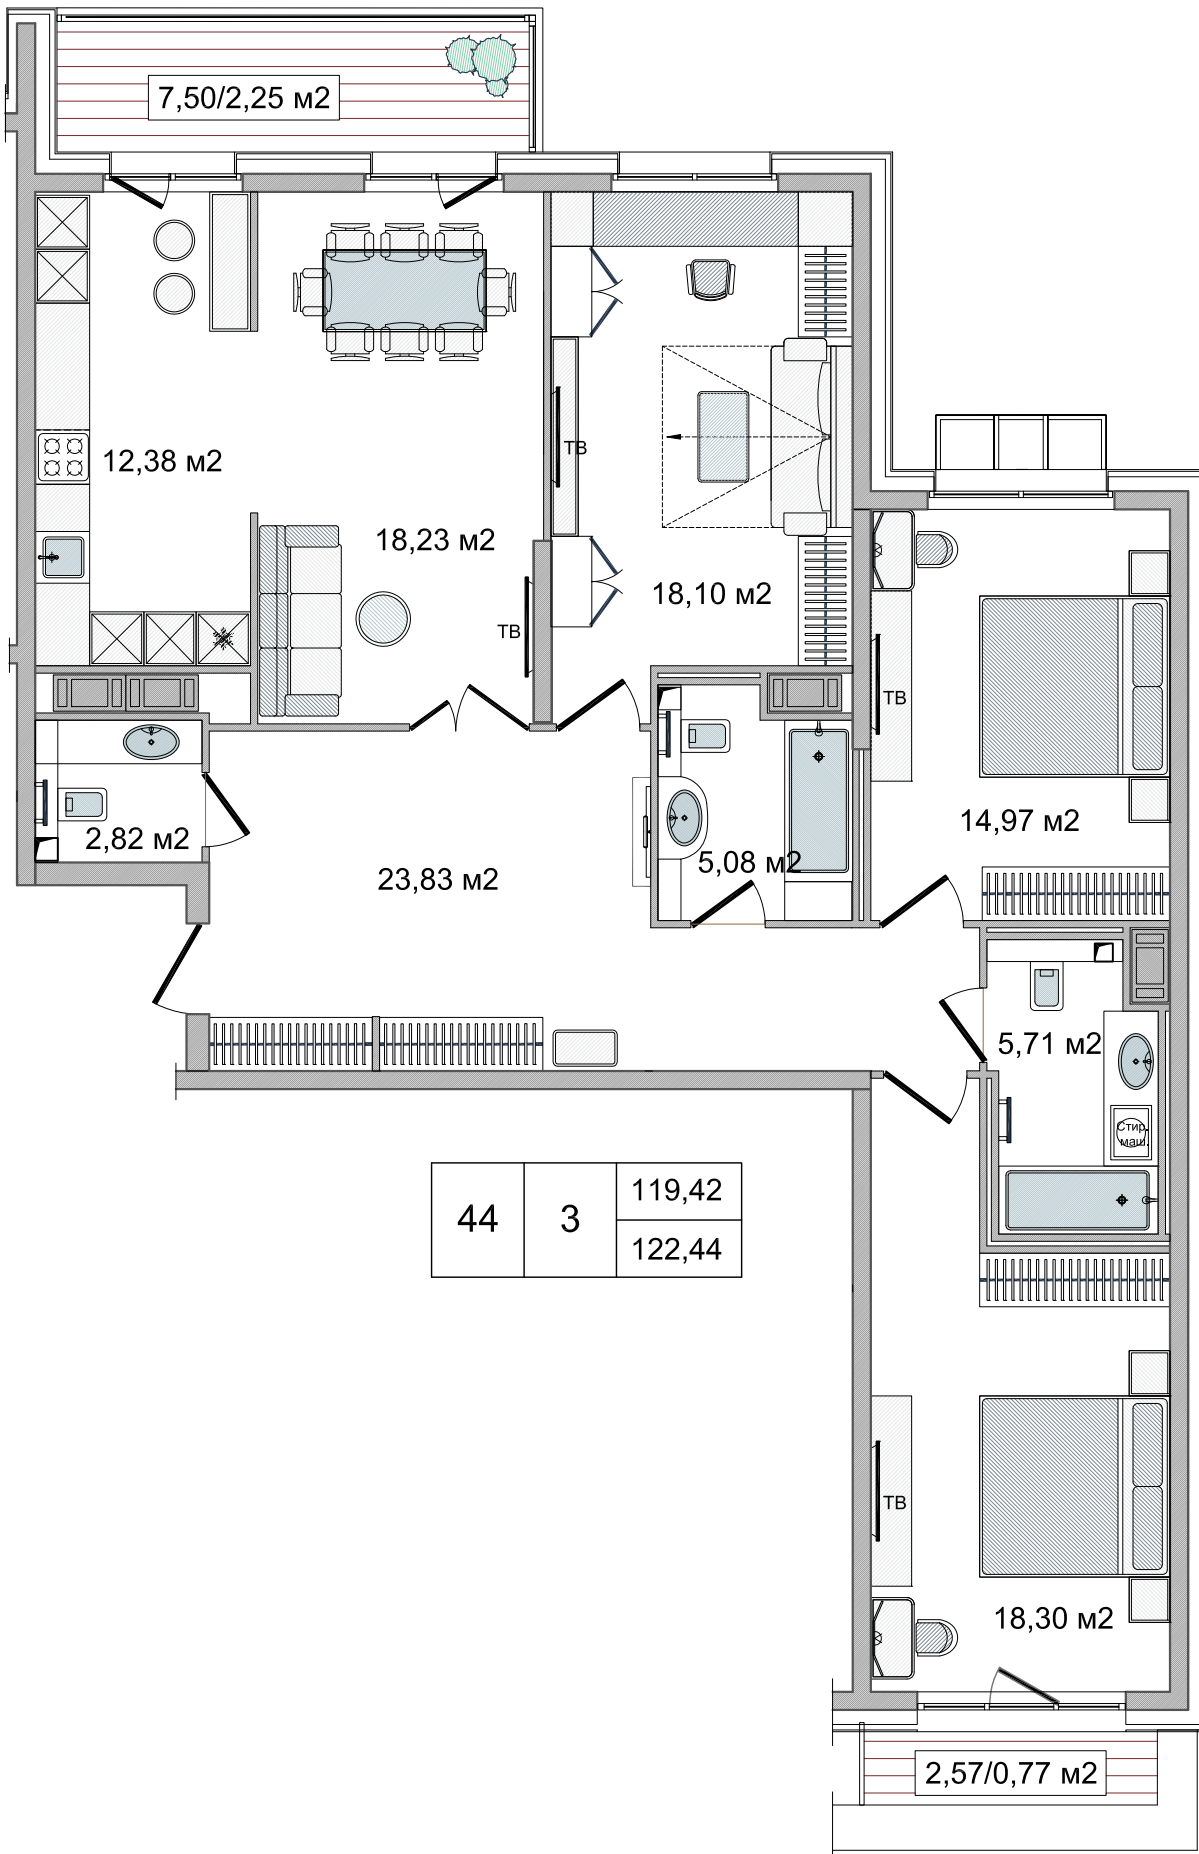 7,50/2,25 м2
12,38 м2
ТВ
18,23 м2
18,10 м2
ТВ
ТВ
14,97 м2
2,82 м2
5,08 м2
23,83 м2
5,71 м2
Стир.
маш.
44
3
119,42
122,44
ТВ
18,30 м2
2,57/0,77 м2